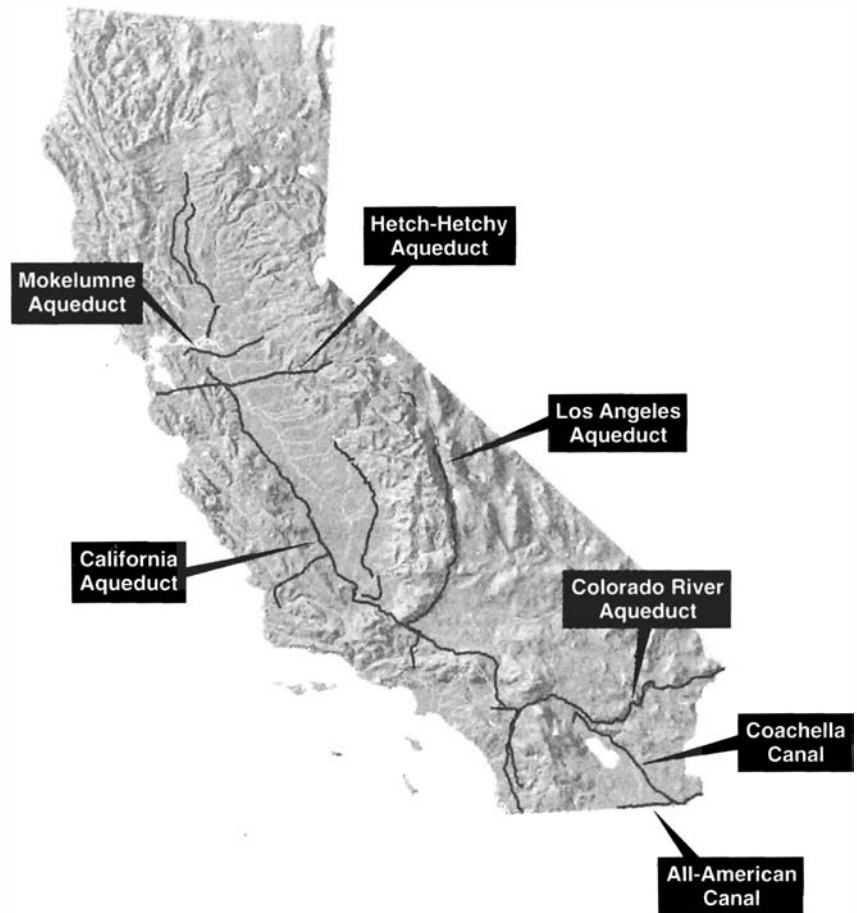 Hetch-Hetchy
Aqueduct
Mokelumne
Aqueduct
Los Angeles
Aqueduct
California
Aqueduct
Colorado River
Aqueduct
Coachella
Canal
All-American
Canal